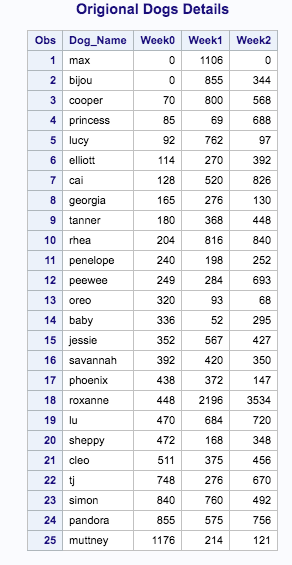 Origional Dogs Details
Obs Dog_Name Week0 Week1 Week2
1 max 0 1106 0
2 bijou 0 855 344
3 cooper 70 800 568
4 princess 85 69 688
5 lucy 92 762 97
6 elliott 114 270 392
7 cai 128 520 826
8 georgia 165 276 130
9 tanner 180 368 448
10 rhea 204 816 840
11 penelope 240 198 252
12 peewee 249 284 693
13 oreo 320 93 68
14 baby 336 52 295
15 jessie 352 567 427
16 savannah 392 420 350
17 phoenix 438 372 147
18 roxanne 448 2196 3534
19 lu 470 684 720
20 sheppy 472 168 348
21 cleo 511 375 456
22 tj 748 276 670
23 simon 840 760 492
24 pandora 855 575 756
25 muttney 1176 214 121